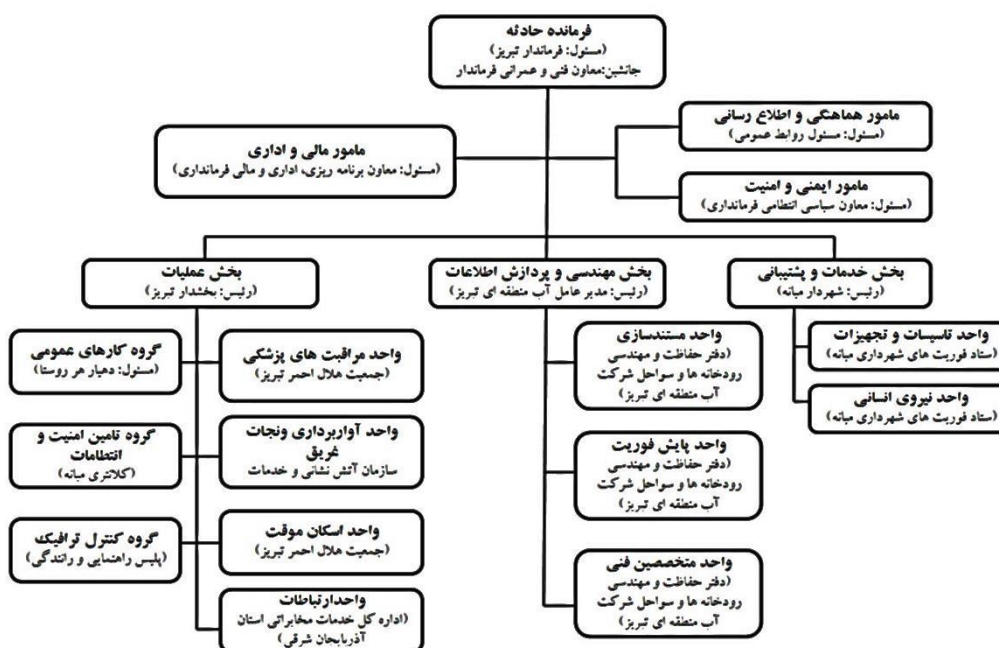 فرمانده حادثه
(مسئول: فرماندار تبریز)
جانشین:معاون فنی و عمرانی فرماندار
مامور هماهنگی و اطلاع رسانی
(مسئول: مسئول روابط عمومی)
مامور مالی و اداری
(مسئول: معاون برنامه ریزی، اداری و مالی فرمانداری)
مامور ایمنی و امنیت
(مسئول: معاون سیاسی انتظامی فرمانداری)
بخش خدمات و پشتیبانی
(رئیس: شهردار میانه)
بخش مهندسی و پردازش اطلاعات
(رئیس: مدیر عامل آب منطقه ای تبریز)
بخش عملیات
(رئیس: بخشدار تبریز)
واحد تاسیسات و تجهیزات
(ستاد فوریت های شهرداری میانه)
واحد نیروی انسانی
(ستاد فوریت های شهرداری میانه)
واحد مستندسازی
(دفتر حفاظت و مهندسی
رودخانه ها و سواحل شرکت
آب منطقه ای تبریز)
واحد پایش فوریت
(دفتر حفاظت و مهندسی
رودخانه ها و سواحل شرکت
آب منطقه ای تبریز)
واحد متخصصین فنی
(دفتر حفاظت و مهندسی
رودخانه ها و سواحل شرکت
آب منطقه ای تبریز)
واحد مراقبت های پزشکی
(جمعیت هلال احمر تبریز)
واحد آواربرداری ونجات
غریق
سازمان آتش نشانی و خدمات
واحد اسکان موقت
(جمعیت هلال احمر تبریز)
واحدارتباطات
(اداره کل خدمات مخابراتی استان
آذربایجان شرقی)
گروه کارهای عمومی
(مسئول: دهیار هر روستا)
گروه تامین امنیت و
انتظامات
(کلانتری میانه)
گروه کنترل ترافیک
(پلیس راهنمایی و رانندگی)